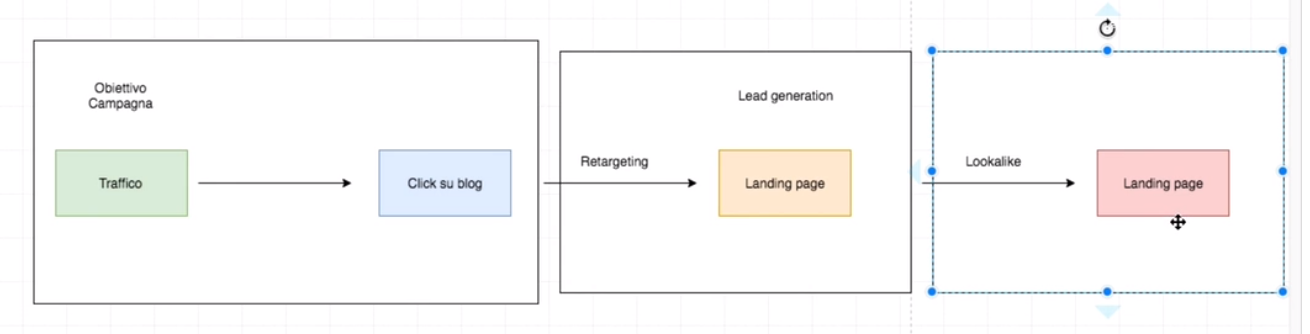 Obiettivo
Campagna
Traffico
Click su blog
Retargeting
Lead generation
Landing page
Lookalike
Landing page